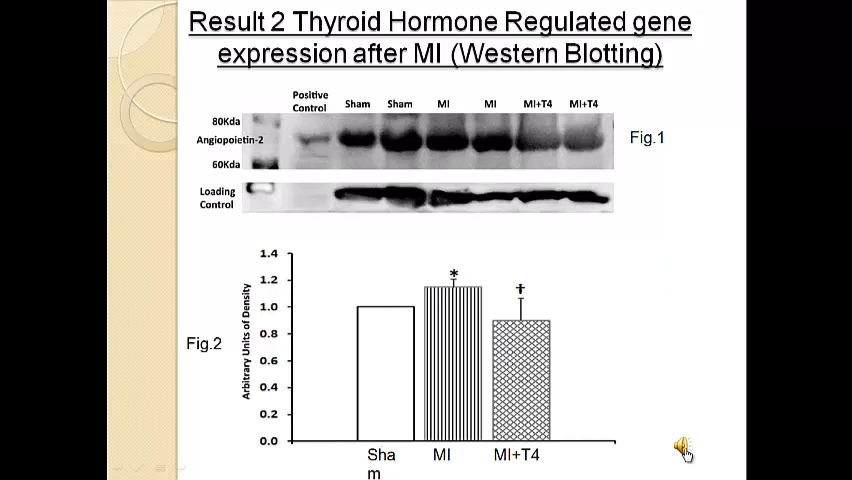 Result 2 Thyroid Hormone Regulated gene
expression after MI (Western Blotting)
Positive
Control
Sham
Sham
MI
MI
MI+T4
MI+T4
80Kda
Angiopoietin-2
60Kda
Fig.1
Loading
Control
1.4
1.2
1.0
0.8
0.6
0.4
0.2
0.0
Arbitrary Units of Density
*
†
Fig.2
Sha
m
MI
MI+T4